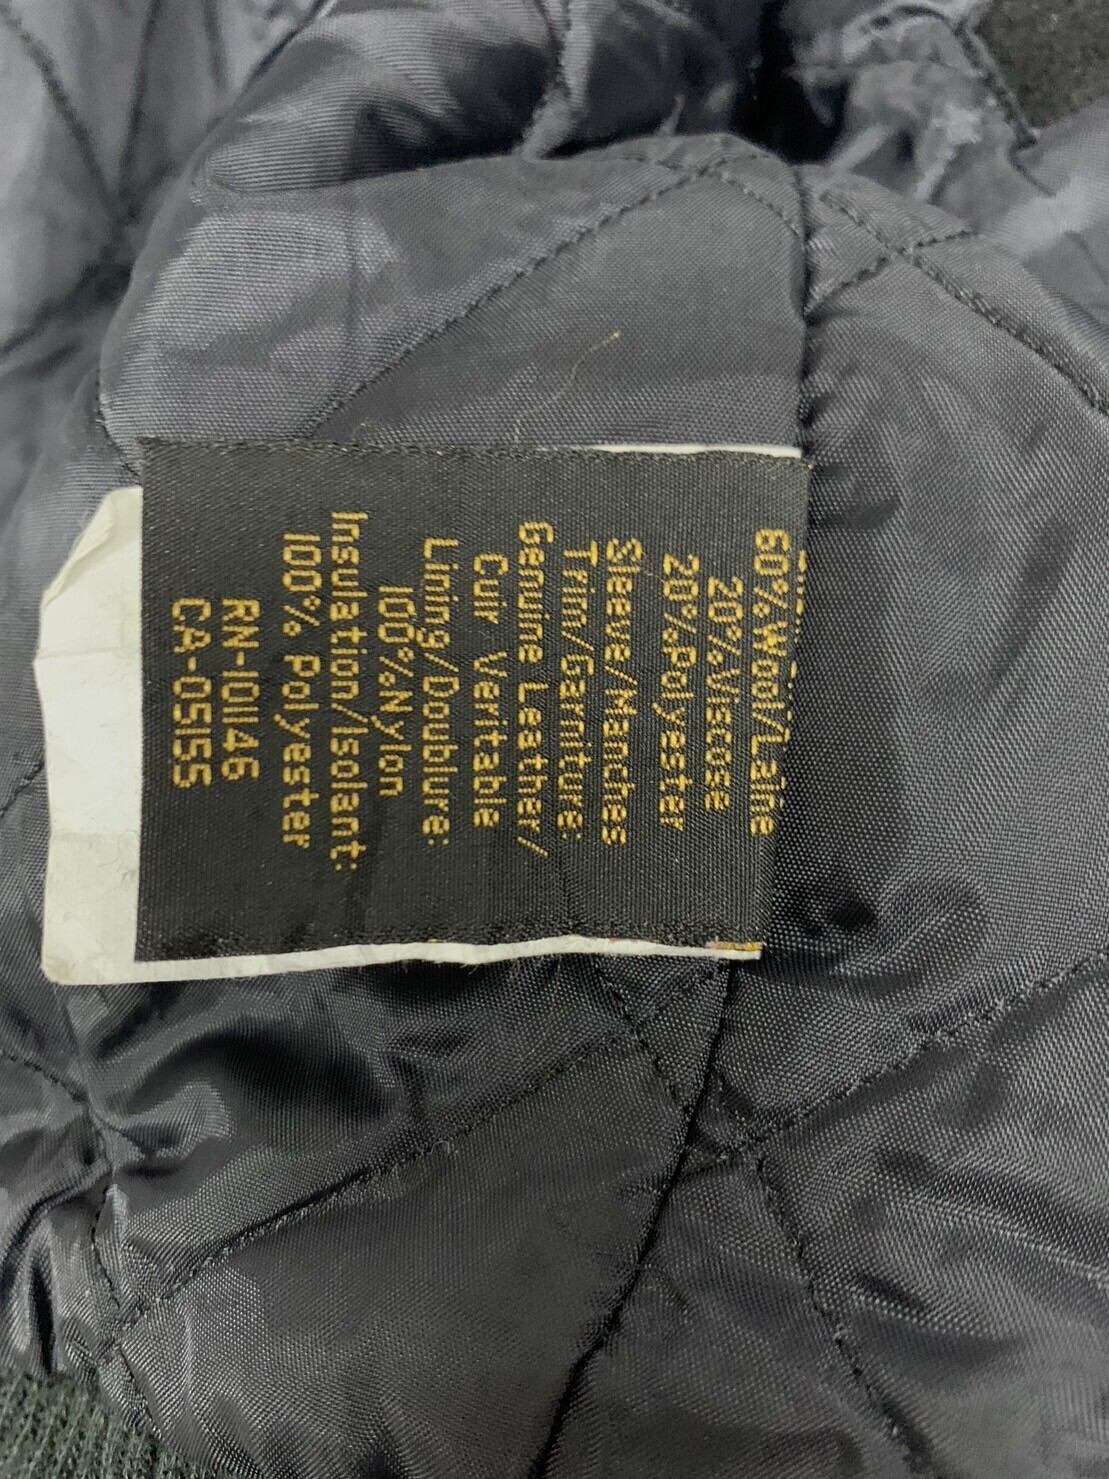 60%Wool/Laine
20%Viscose
20%Polyester
Sleeve/Manches
Trim/Garniture:
Genuine Leather/
Cuir Veritable
Lining/Doublure:
100%Nylon
Insulation/Isolant:
100% Polyester
RN-101146
CA-05155